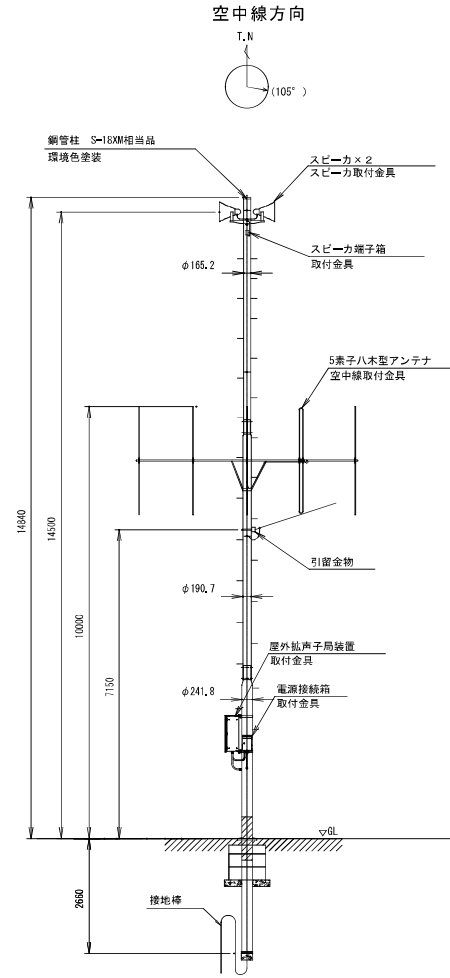 空中線方向
T.N
(105°)
鋼管柱 S-18XM相当品
環境色塗装
スピーカ×2
スピーカ取付金具
スピーカ端子箱
取付金具
φ165.2
5素子八木型アンテナ
空中線取付金具
14840
14500
10000
7150
引留金物
φ190.7
屋外拡声子局装置
取付金具
電源接続箱
取付金具
φ241.8
▽GL
2660
接地棒